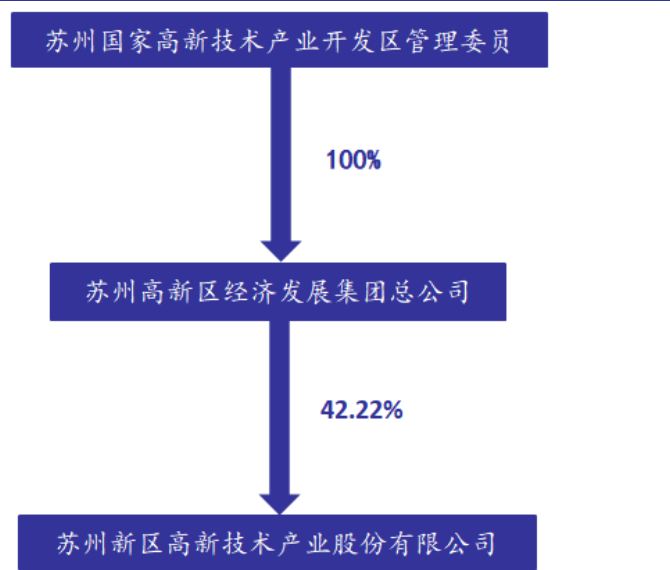 苏州国家高新技术产业开发区管理委员
100%
苏州高新区经济发展集团总公司
42.22%
苏州新区高新技术产业股份有限公司